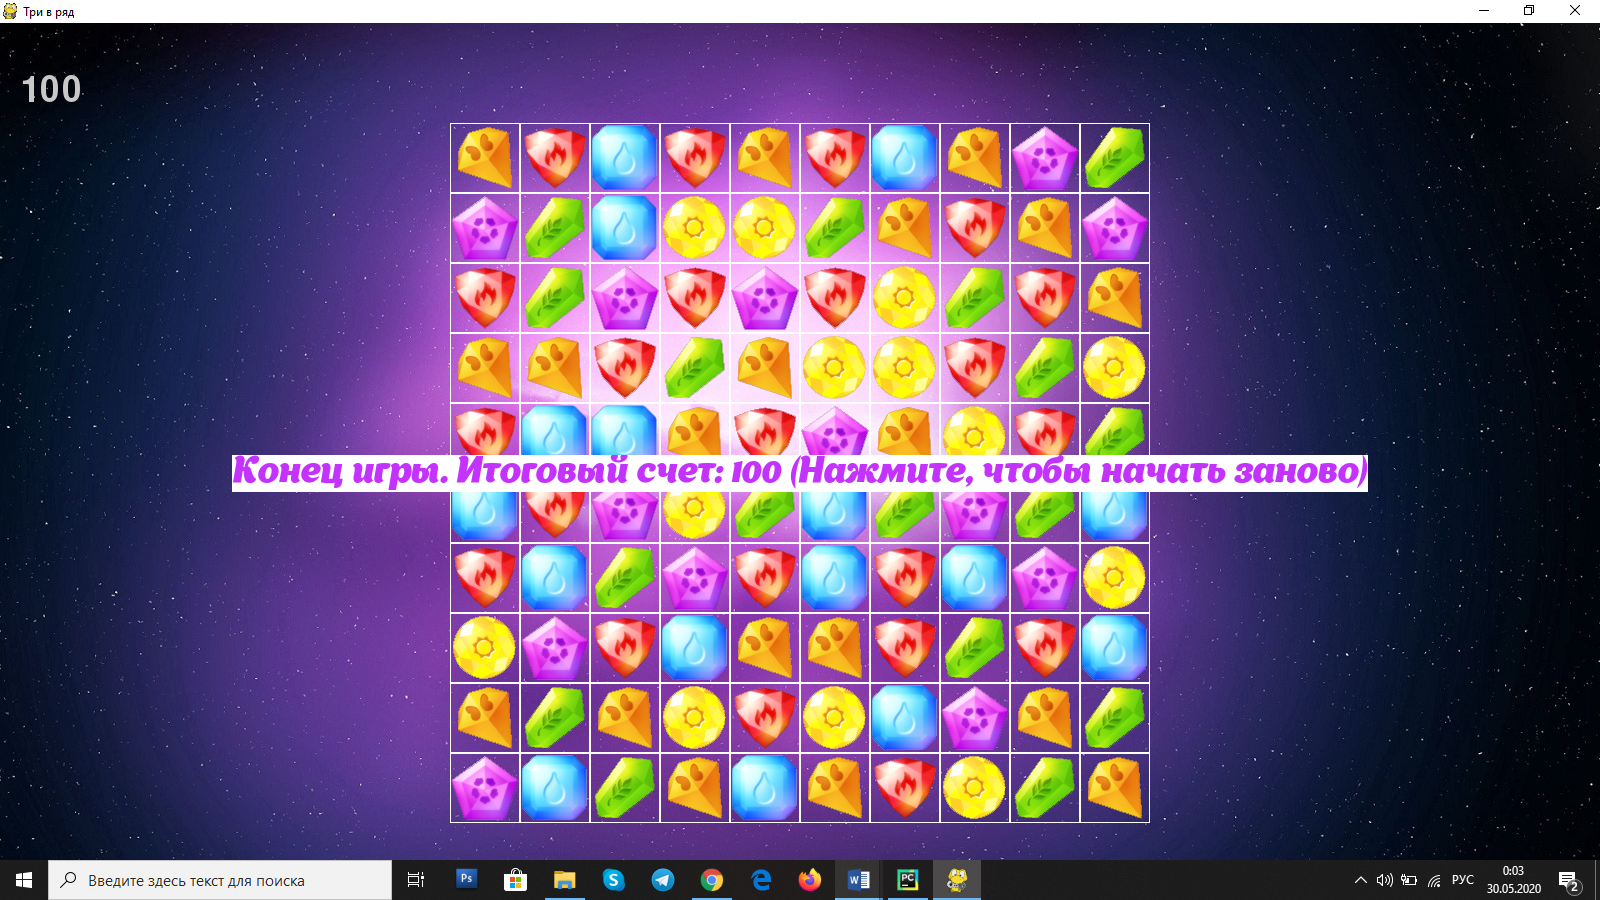 Три в ряд
100
Конец игры. Итоговый счет: 100 (Нажмите, чтобы начать заново)
Введите здесь текст для поиска
Ps
S
W
PC
РУС
0:03
30.05.2020
2